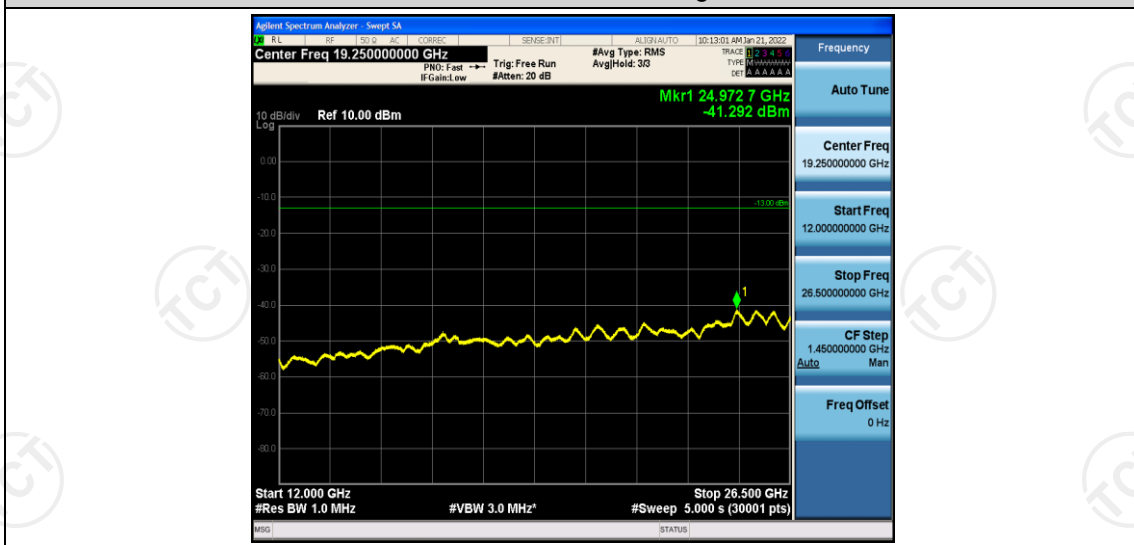 Agilent Spectrum Analyzer - Swept SA
RL RF 50 Ω AC CORREC SENSE:INT ALIGN AUTO 10:13:01 AM Jan 21, 2022
Center Freq 19.250000000 GHz #Avg Type: RMS TRACE 1 2 3 4 5 6
PNO: Fast Trig: Free Run Avg|Hold: 3/3 TYPE M
IFGain:Low #Atten: 20 dB DET A A A A A A
Mkr1 24.972 7 GHz
-41.292 dBm
10 dB/div Ref 10.00 dBm
Log
0.00
-10.0
-13.00 dBm
-20.0
-30.0
1
-40.0
-50.0
-60.0
-70.0
-80.0
Start 12.000 GHz Stop 26.500 GHz
#Res BW 1.0 MHz #VBW 3.0 MHz* #Sweep 5.000 s (30001 pts)
MSG STATUS
Frequency
Auto Tune
Center Freq
19.250000000 GHz
Start Freq
12.000000000 GHz
Stop Freq
26.500000000 GHz
CF Step
1.450000000 GHz
Auto Man
Freq Offset
0 Hz
TCT
TCT
TCT
TCT
TCT
TCT